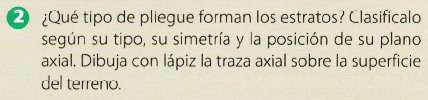 2 ¿Qué tipo de pliegue forman los estratos? Clasifícalo
según su tipo, su simetría y la posición de su plano
axial. Dibuja con lápiz la traza axial sobre la superficie
del terreno.